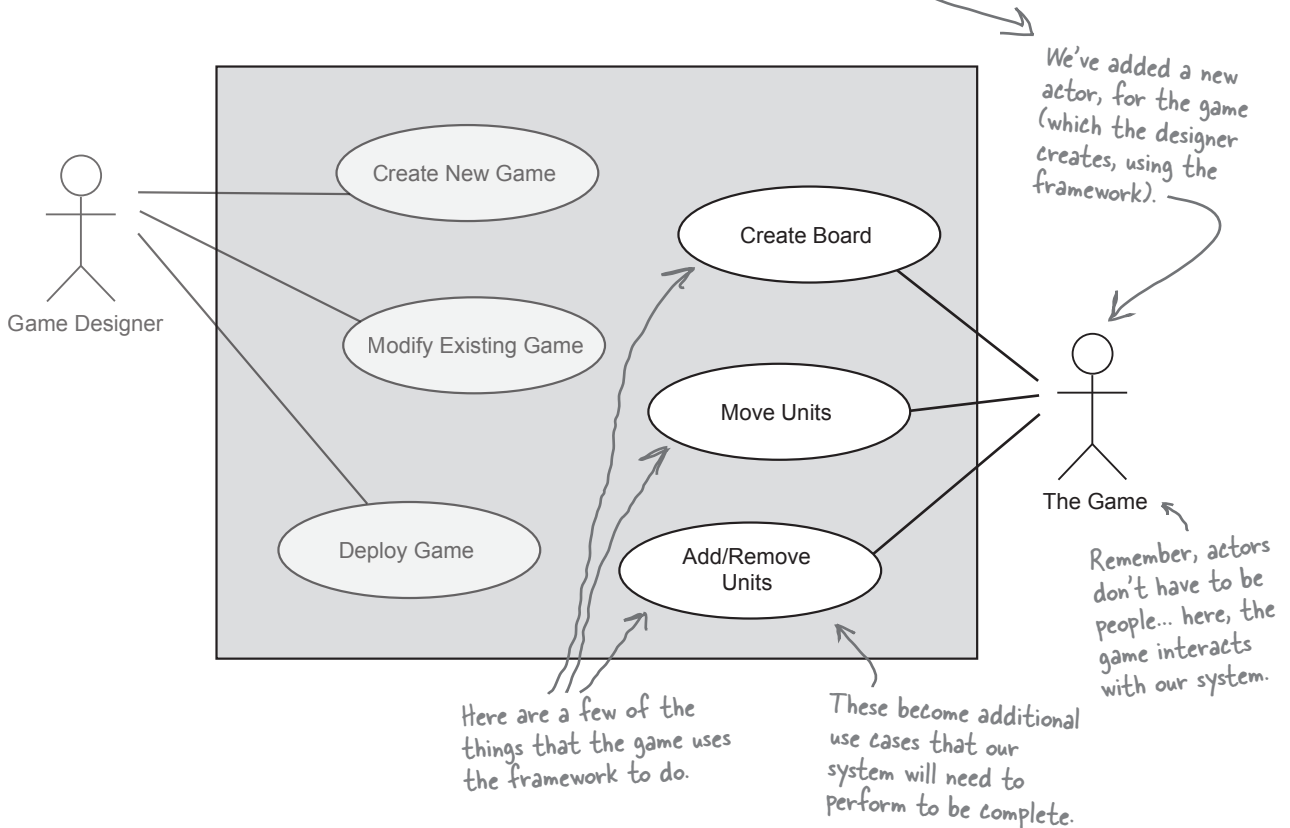 We've added a new
actor, for the game
(which the designer
creates, using the
framework).
Create New Game
Create Board
Game Designer
Modify Existing Game
Move Units
The Game
Deploy Game
Add/Remove
Units
Remember, actors
don't have to be
people... here, the
game interacts
with our system.
Here are a few of the
things that the game uses
the framework to do.
These become additional
use cases that our
system will need to
perform to be complete.